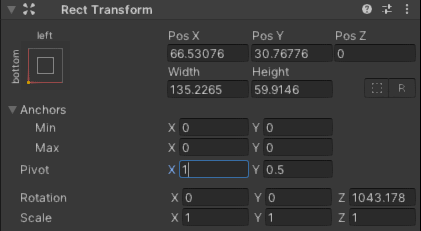 Rect Transform
left
bottom
Pos X Pos Y Pos Z
66.53076 30.76776 0
Width Height
135.2265 59.9146
R
Anchors
Min X 0 Y 0
Max X 0 Y 0
Pivot X 1 Y 0.5
Rotation X 0 Y 0 Z 1043.178
Scale X 1 Y 1 Z 1